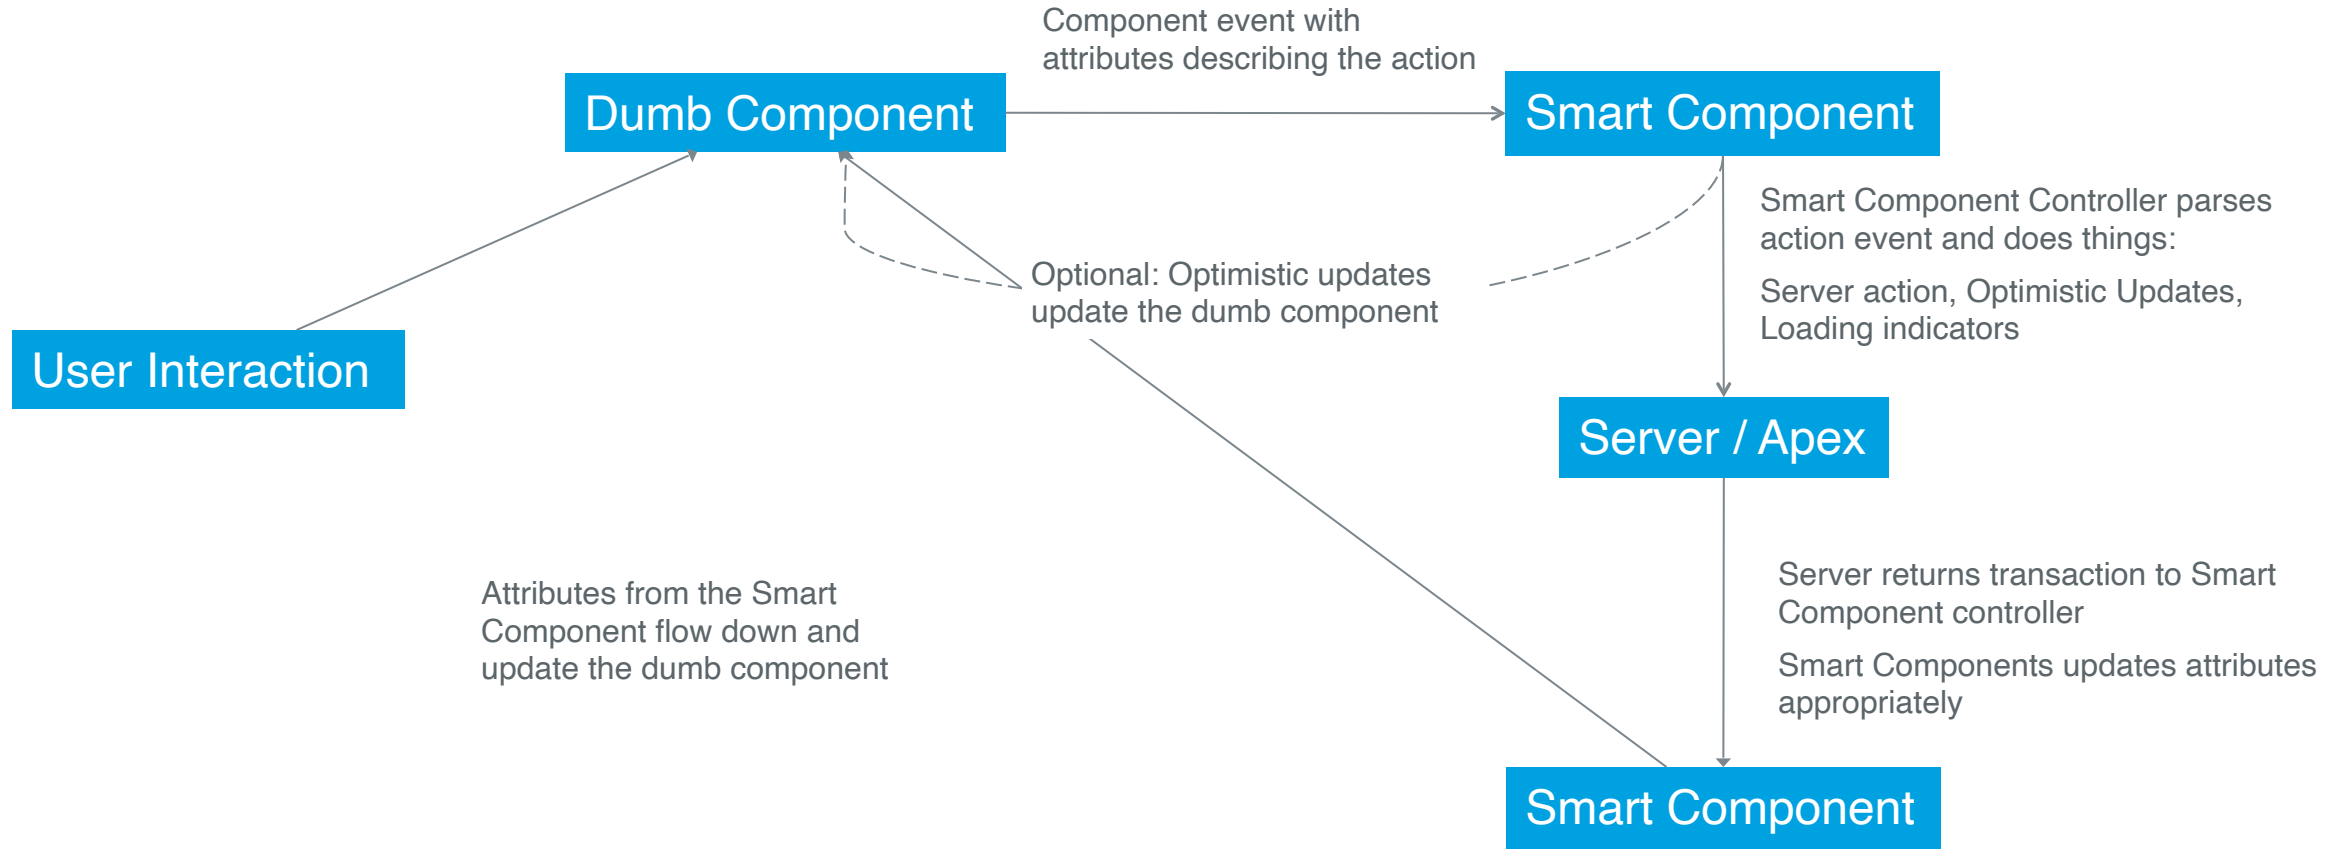 Component event with
attributes describing the action
Dumb Component
Smart Component
Smart Component Controller parses
action event and does things:
Server action, Optimistic Updates,
Loading indicators
Optional: Optimistic updates
update the dumb component
User Interaction
Server / Apex
Attributes from the Smart
Component flow down and
update the dumb component
Server returns transaction to Smart
Component controller
Smart Components updates attributes
appropriately
Smart Component